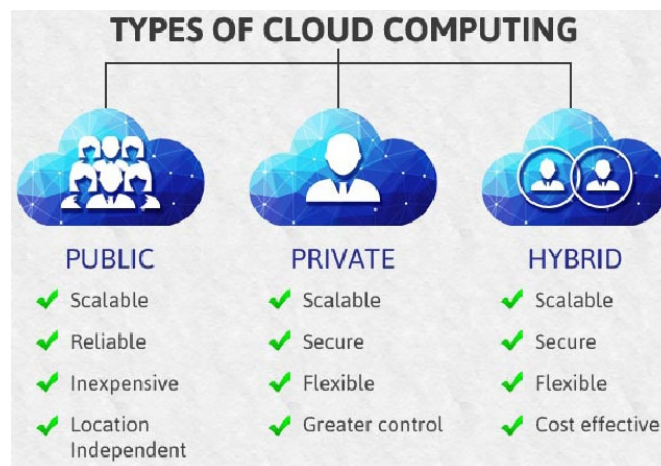 TYPES OF CLOUD COMPUTING
PUBLIC
Scalable
Reliable
Inexpensive
Location
Independent
PRIVATE
Scalable
Secure
Flexible
Greater control
HYBRID
Scalable
Secure
Flexible
Cost effective